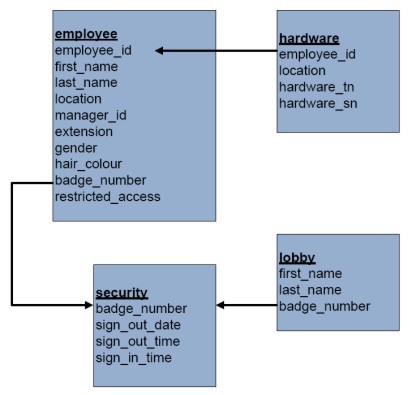 employee
employee_id
first_name
last_name
location
manager_id
extension
gender
hair_colour
badge_number
restricted_access
hardware
employee_id
location
hardware_tn
hardware_sn
security
badge_number
sign_out_date
sign_out_time
sign_in_time
lobby
first_name
last_name
badge_number